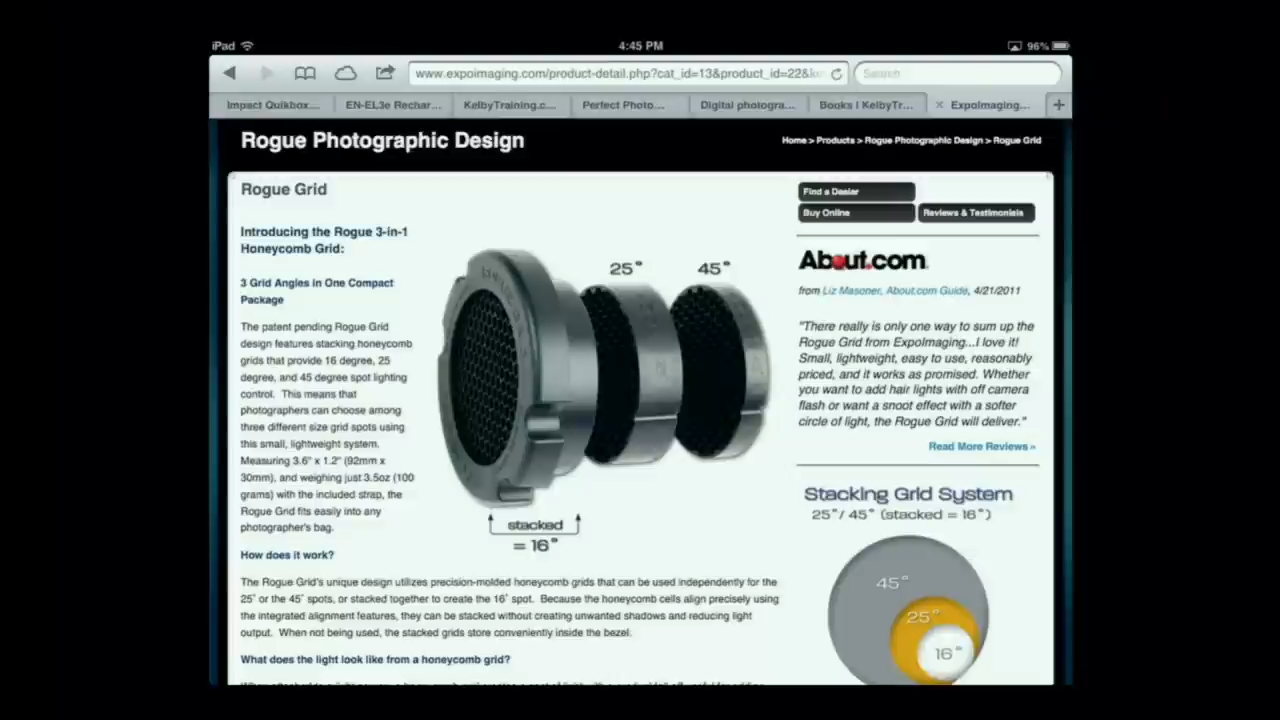 iPad 4:45 PM 96%
www.expoimaging.com/product-detail.php?cat_id=13&product_id=22&k Search
Impact Quikbox... EN-EL3e Rechar... KelbyTraining.c... Perfect Photo... Digital photogra... Books | KelbyTr... ExpoImaging...
Rogue Photographic Design
Home > Products > Rogue Photographic Design > Rogue Grid
Rogue Grid
Introducing the Rogue 3-in-1
Honeycomb Grid:
3 Grid Angles in One Compact
Package
The patent pending Rogue Grid
design features stacking honeycomb
grids that provide 16 degree, 25
degree, and 45 degree spot lighting
control. This means that
photographers can choose among
three different size grid spots using
this small, lightweight system.
Measuring 3.6" x 1.2" (92mm x
30mm), and weighing just 3.5oz (100
grams) with the included strap, the
Rogue Grid fits easily into any
photographer's bag.
25° 45°
stacked
= 16°
How does it work?
The Rogue Grid's unique design utilizes precision-molded honeycomb grids that can be used independently for the
25° or the 45° spots, or stacked together to create the 16° spot. Because the honeycomb cells align precisely using
the integrated alignment features, they can be stacked without creating unwanted shadows and reducing light
output. When not being used, the stacked grids store conveniently inside the bezel.
What does the light look like from a honeycomb grid?
Find a Dealer
Buy Online Reviews & Testimonials
About.com
from Liz Masoner, About.com Guide, 4/21/2011
"There really is only one way to sum up the
Rogue Grid from ExpoImaging...I love it!
Small, lightweight, easy to use, reasonably
priced, and it works as promised. Whether
you want to add hair lights with off camera
flash or want a snoot effect with a softer
circle of light, the Rogue Grid will deliver."
Read More Reviews »
Stacking Grid System
25°/ 45° (stacked = 16°)
45°
25°
16°